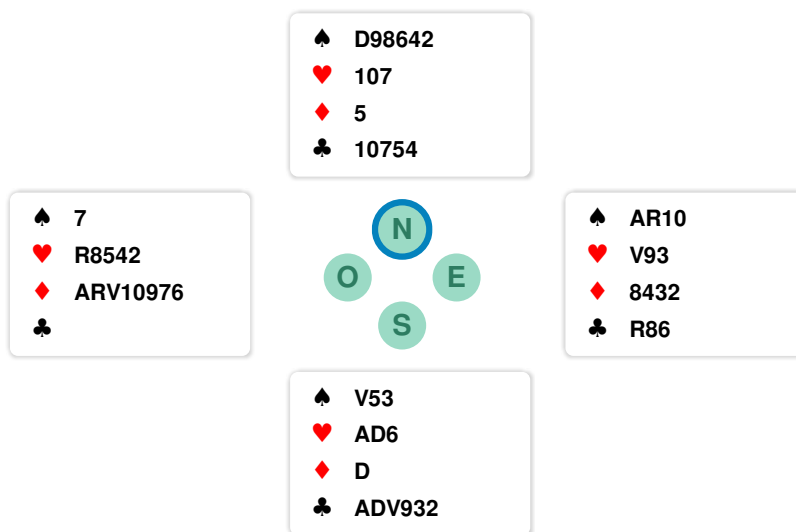 ♠ D98642
♥ 107
♦ 5
♣ 10754
♠ 7
♥ R8542
♦ ARV10976
♣
N
O E
S
♠ AR10
♥ V93
♦ 8432
♣ R86
♠ V53
♥ AD6
♦ D
♣ ADV932